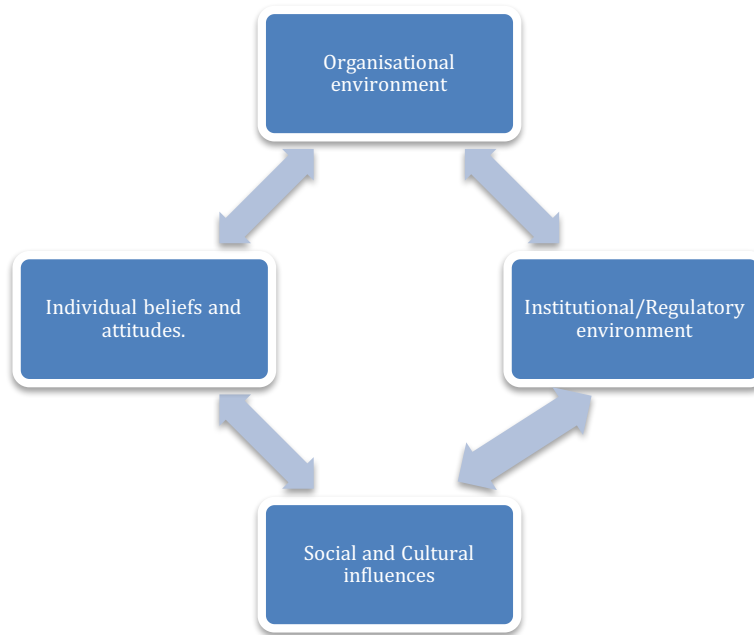 Organisational
environment
Individual beliefs and
attitudes.
Institutional/Regulatory
environment
Social and Cultural
influences